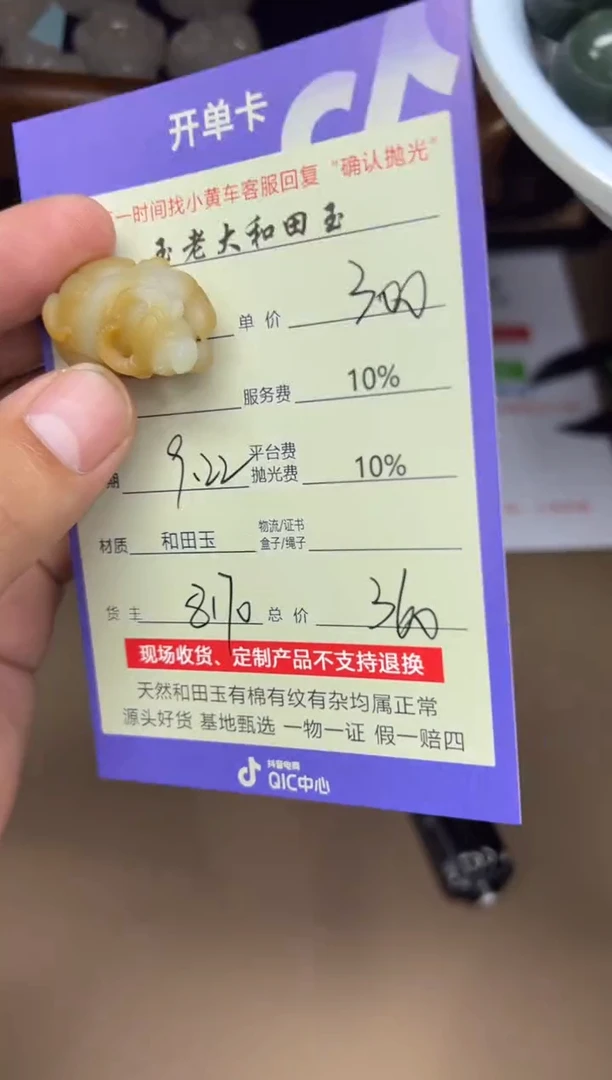 开单卡
一时间找小黄车客服回复 "确认抛光"
玉老大和田玉
单价 300
服务费 10%
期 9.22 平台费 抛光费 10%
材质 和田玉 物流/证书 盒子/绳子
货主 8170 总价 360
现场收货、定制产品不支持退换
天然和田玉有棉有纹有杂均属正常
源头好货 基地甄选 一物一证 假一赔四
抖音电商
QIC中心